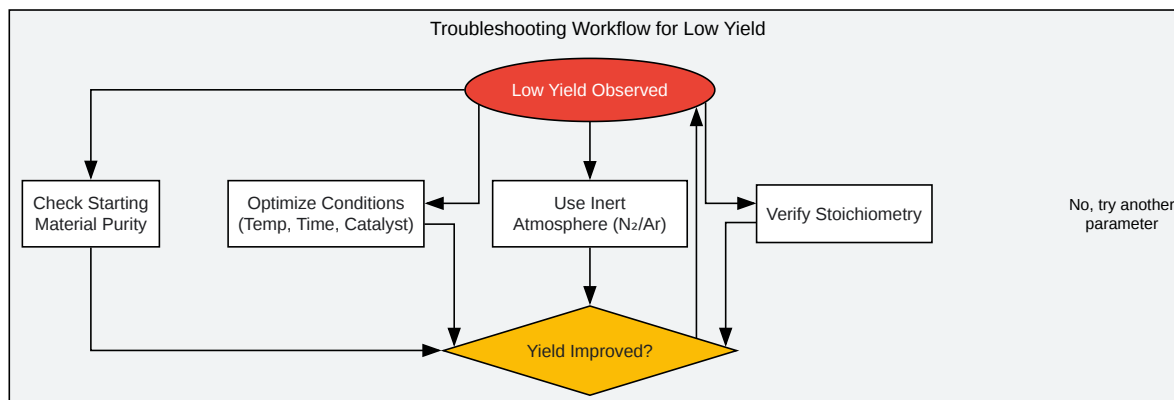 Troubleshooting Workflow for Low Yield
Low Yield Observed
Check Starting
Material Purity
Optimize Conditions
(Temp, Time, Catalyst)
Use Inert
Atmosphere (N₂/Ar)
Verify Stoichiometry
No, try another
parameter
Yield Improved?